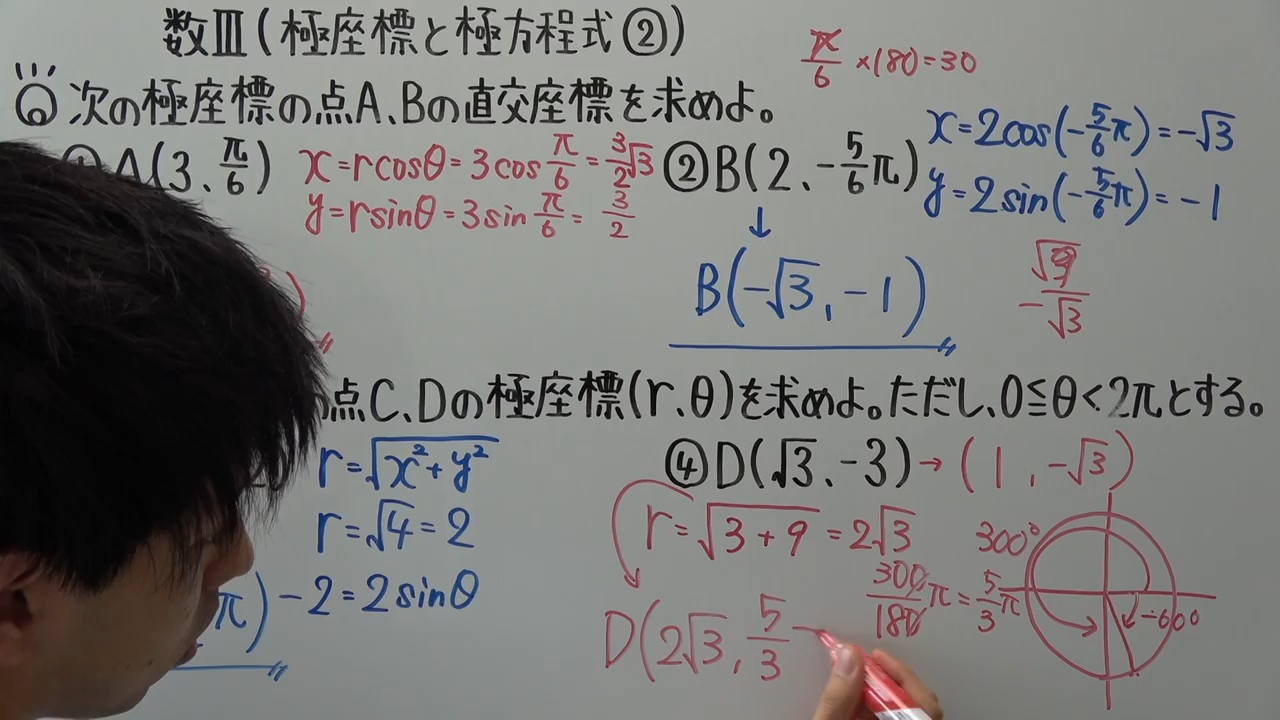 数Ⅲ(極座標と極方程式②)
π/6 ×(180)=30
次の極座標の点A、Bの直交座標を求めよ。
①A(3、π/6) x=rcosθ=3cos π/6=3/2√3
y=rsinθ=3sin π/6=3/2
②B(2、-5/6π) x=2cos(-5/6π)=-√3
y=2sin(-5/6π)=-1
↓
B(-√3,-1)
-√3
点C、Dの極座標(r、θ)を求めよ。ただし、0≦θ<2πとする。
r=√x²+y²
r=√4=2
π) -2=2sinθ
④D(√3、-3)→(1,-√3)
r=√3+9=2√3
300/180π=5/3π
300°
-60°
D(2√3,5/3